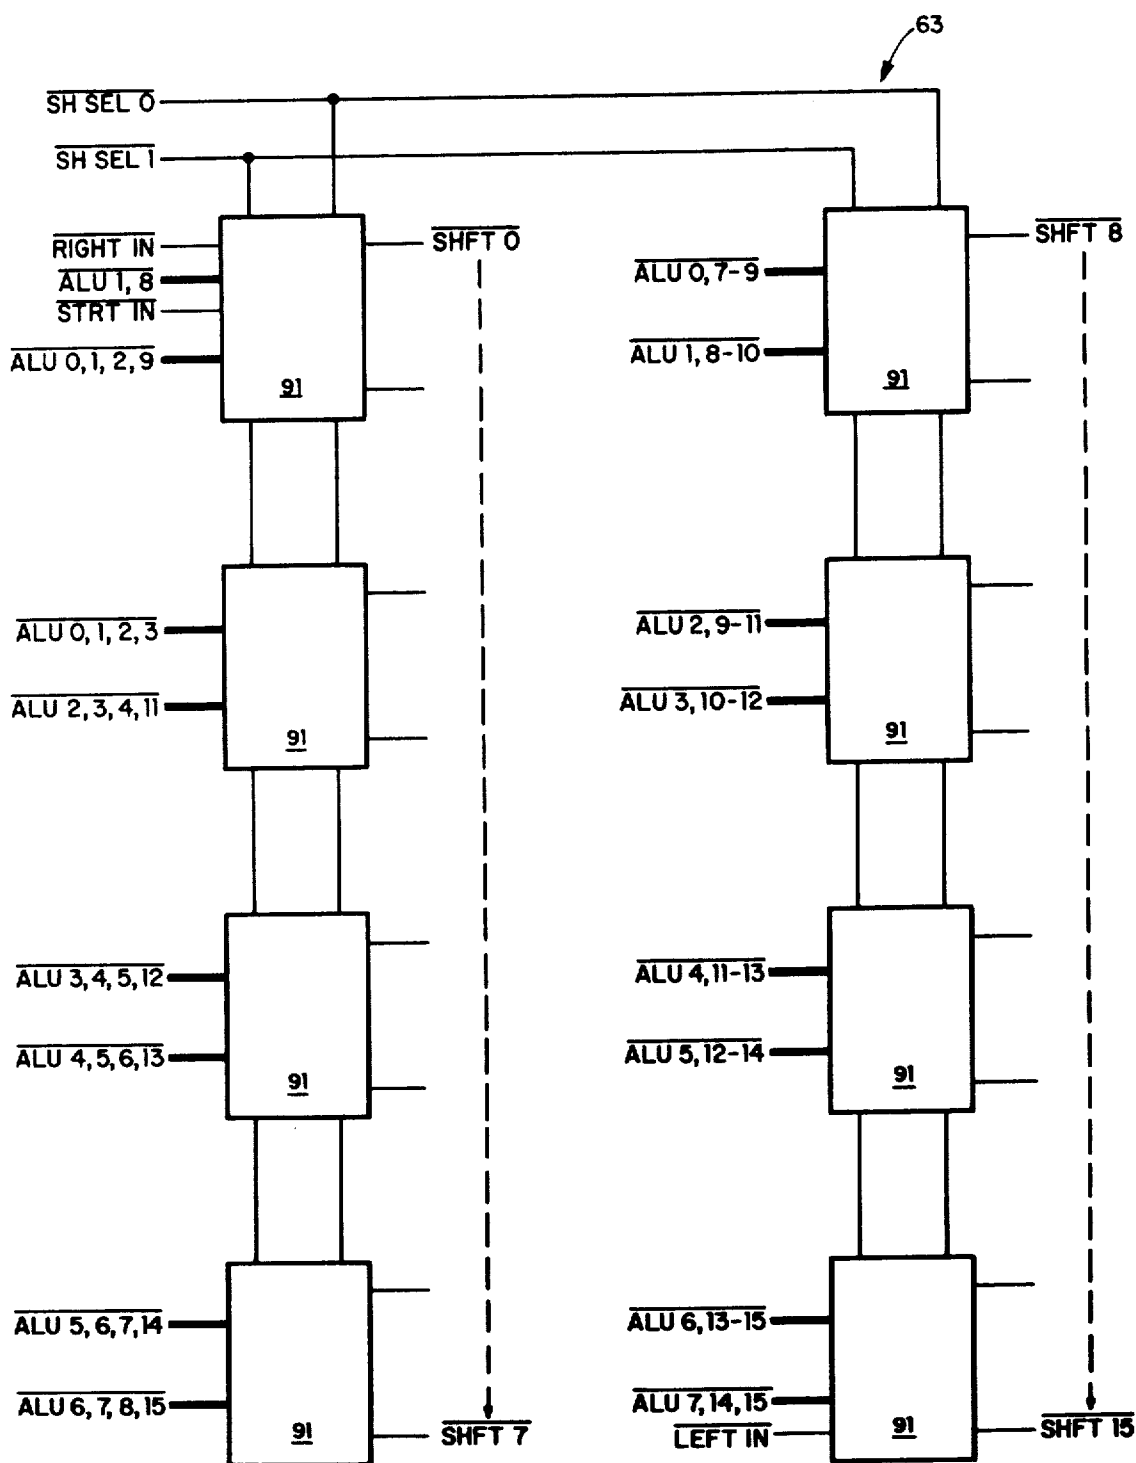 63
SH SEL 0
SH SEL 1
RIGHT IN
ALU 1, 8
STRT IN
ALU 0, 1, 2, 9
91
SHFT 0
ALU 0, 7-9
ALU 1, 8-10
91
SHFT 8
ALU 0, 1, 2, 3
ALU 2, 3, 4, 11
91
ALU 2, 9-11
ALU 3, 10-12
91
ALU 3, 4, 5, 12
ALU 4, 5, 6, 13
91
ALU 4, 11-13
ALU 5, 12-14
91
ALU 5, 6, 7, 14
ALU 6, 7, 8, 15
91
SHFT 7
ALU 6, 13-15
ALU 7, 14, 15
LEFT IN
91
SHFT 15